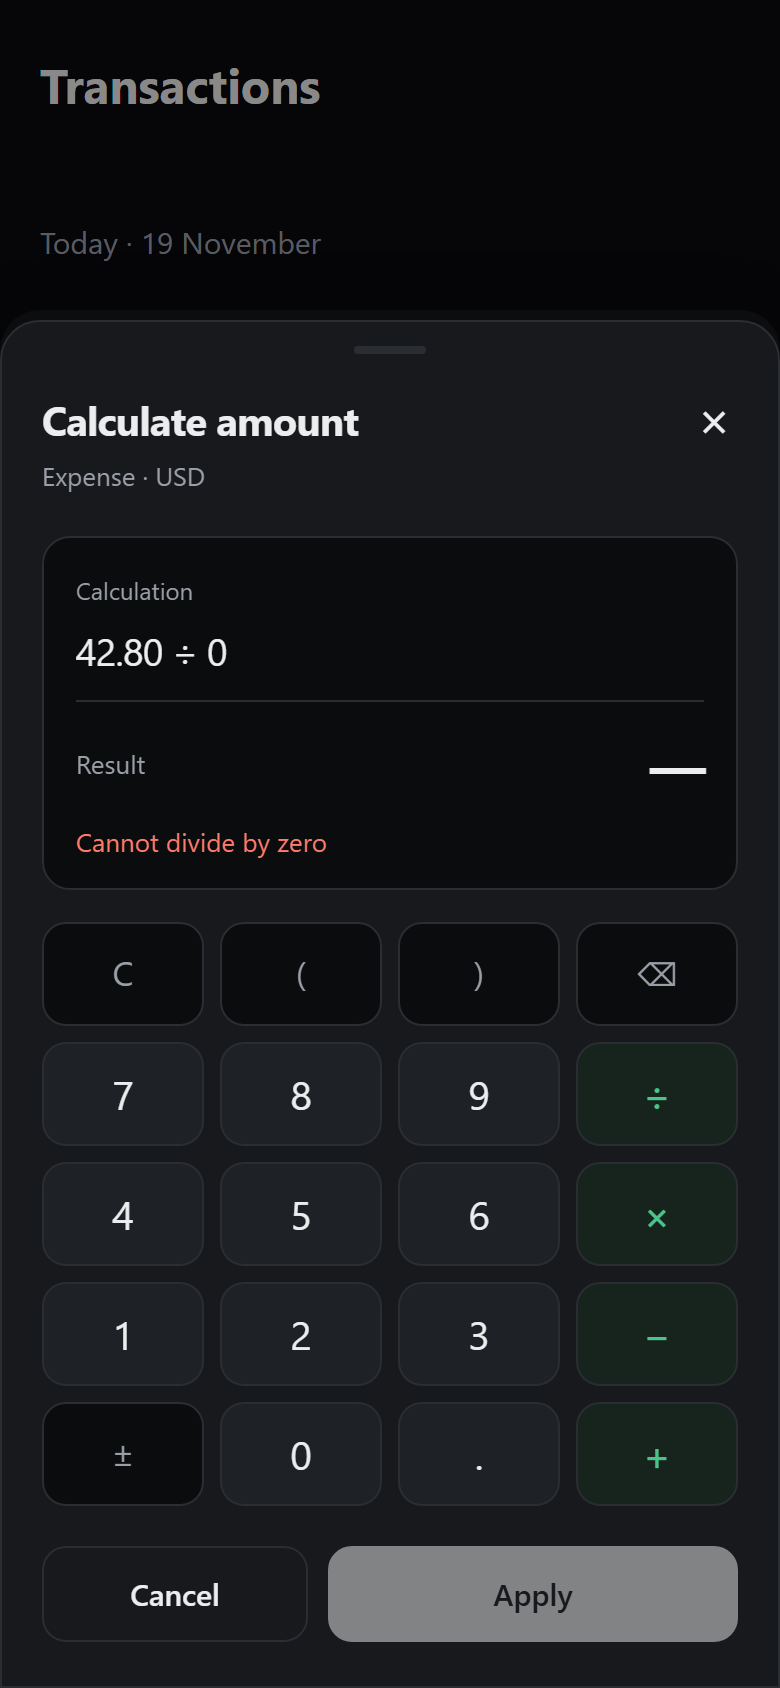 Transactions
Today · 19 November
Calculate amount ✕
Expense · USD
Calculation
42.80 ÷ 0
Result —
Cannot divide by zero
C ( ) ⌫
7 8 9 ÷
4 5 6 ×
1 2 3 −
± 0 . +
Cancel Apply